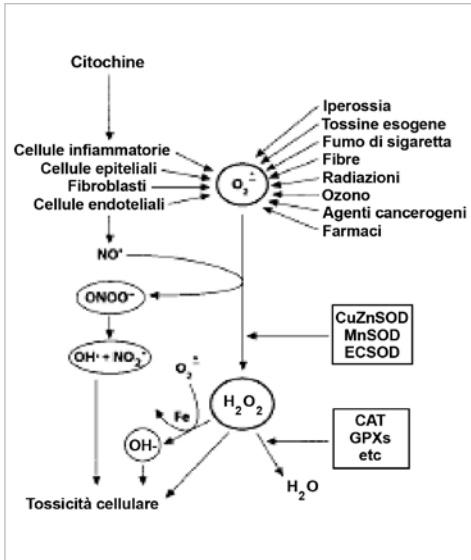 Citochine
Iperossia
Tossine esogene
Fumo di sigaretta
Fibre
Radiazioni
Ozono
Agenti cancerogeni
Farmaci
Cellule infiammatorie
Cellule epiteliali
Fibroblasti
Cellule endoteliali
O₂∸
NO•
ONOO⁻
OH• + NO₂•
CuZnSOD
MnSOD
ECSOD
O₂∸
Fe
H₂O₂
OH-
CAT
GPXs
etc
H₂O
Tossicità cellulare